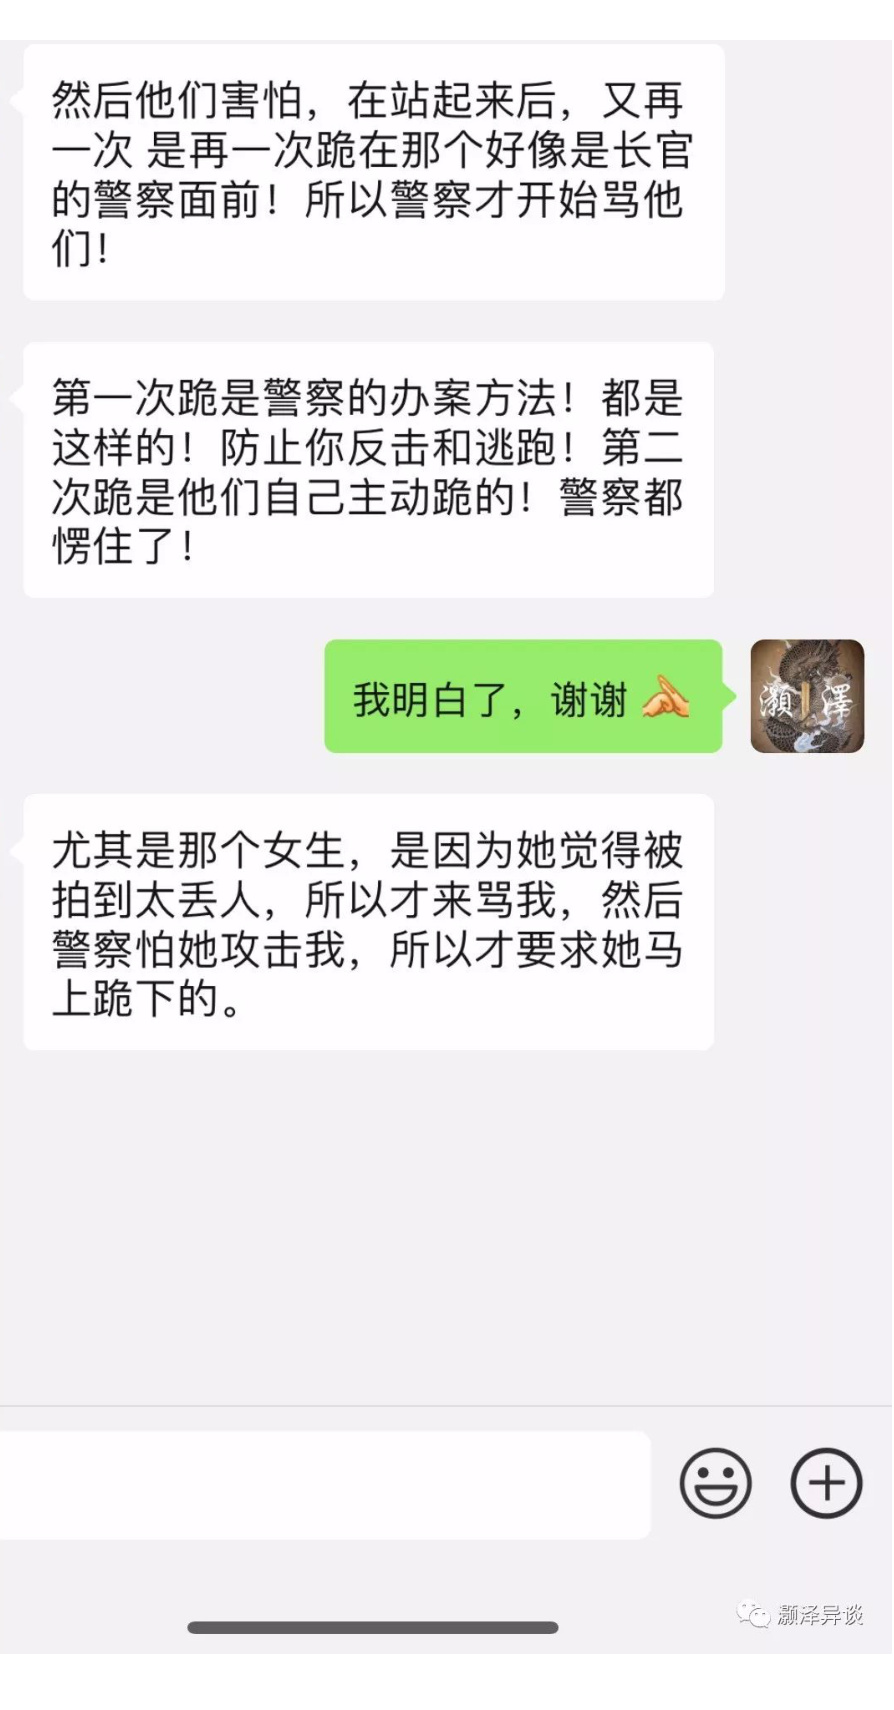 然后他们害怕，在站起来后，又再
一次 是再一次跪在那个好像是长官
的警察面前！所以警察才开始骂他
们！
第一次跪是警察的办案方法！都是
这样的！防止你反击和逃跑！第二
次跪是他们自己主动跪的！警察都
愣住了！
我明白了，谢谢
灏 澤
尤其是那个女生，是因为她觉得被
拍到太丢人，所以才来骂我，然后
警察怕她攻击我，所以才要求她马
上跪下的。
灏泽异谈